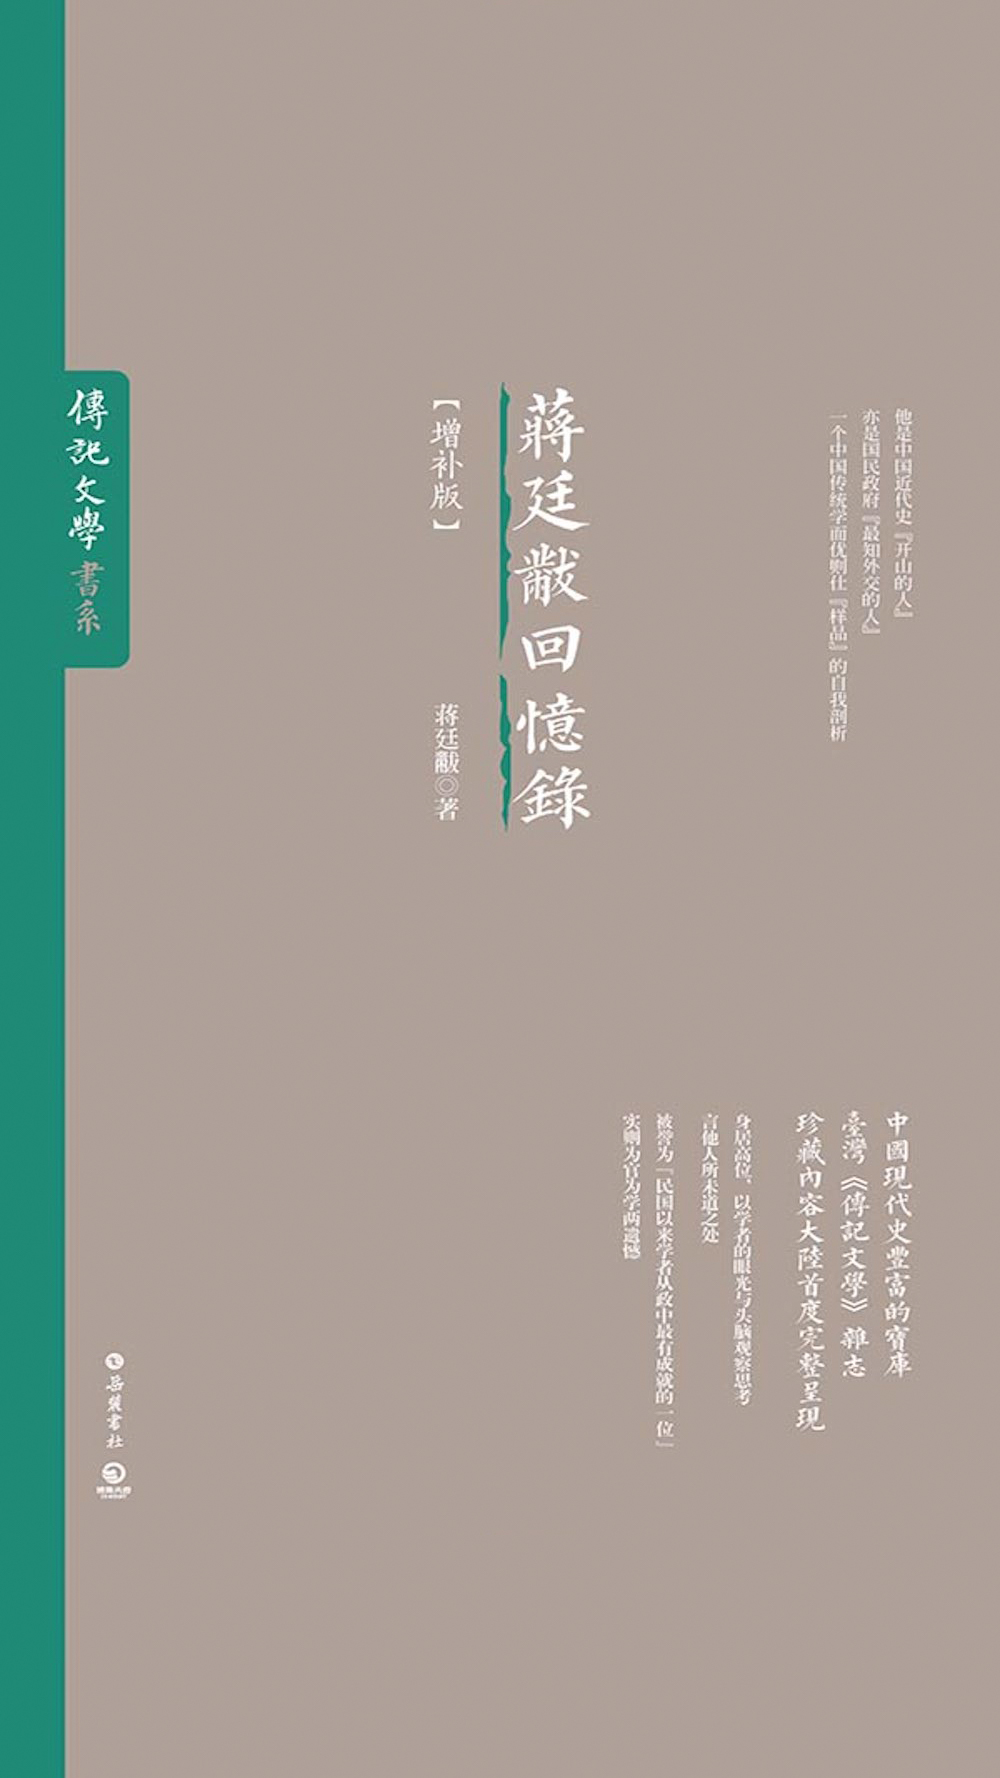 他是中国近代史『开山的人』
亦是国民政府『最知外交的人』
一个中国传统学而优则仕『样品』的自我剖析
蔣廷黻回憶錄
【增补版】
蒋廷黻◎著
傳記文學書系
中國現代史豐富的寶庫
臺灣《傳記文學》雜志
珍藏內容大陸首度完整呈現
身居高位，以学者的眼光与头脑观察思考
言他人所未道之处
被誉为『民国以来学者从政中最有成就的一位』
实则为官为学两遗憾
岳麓書社